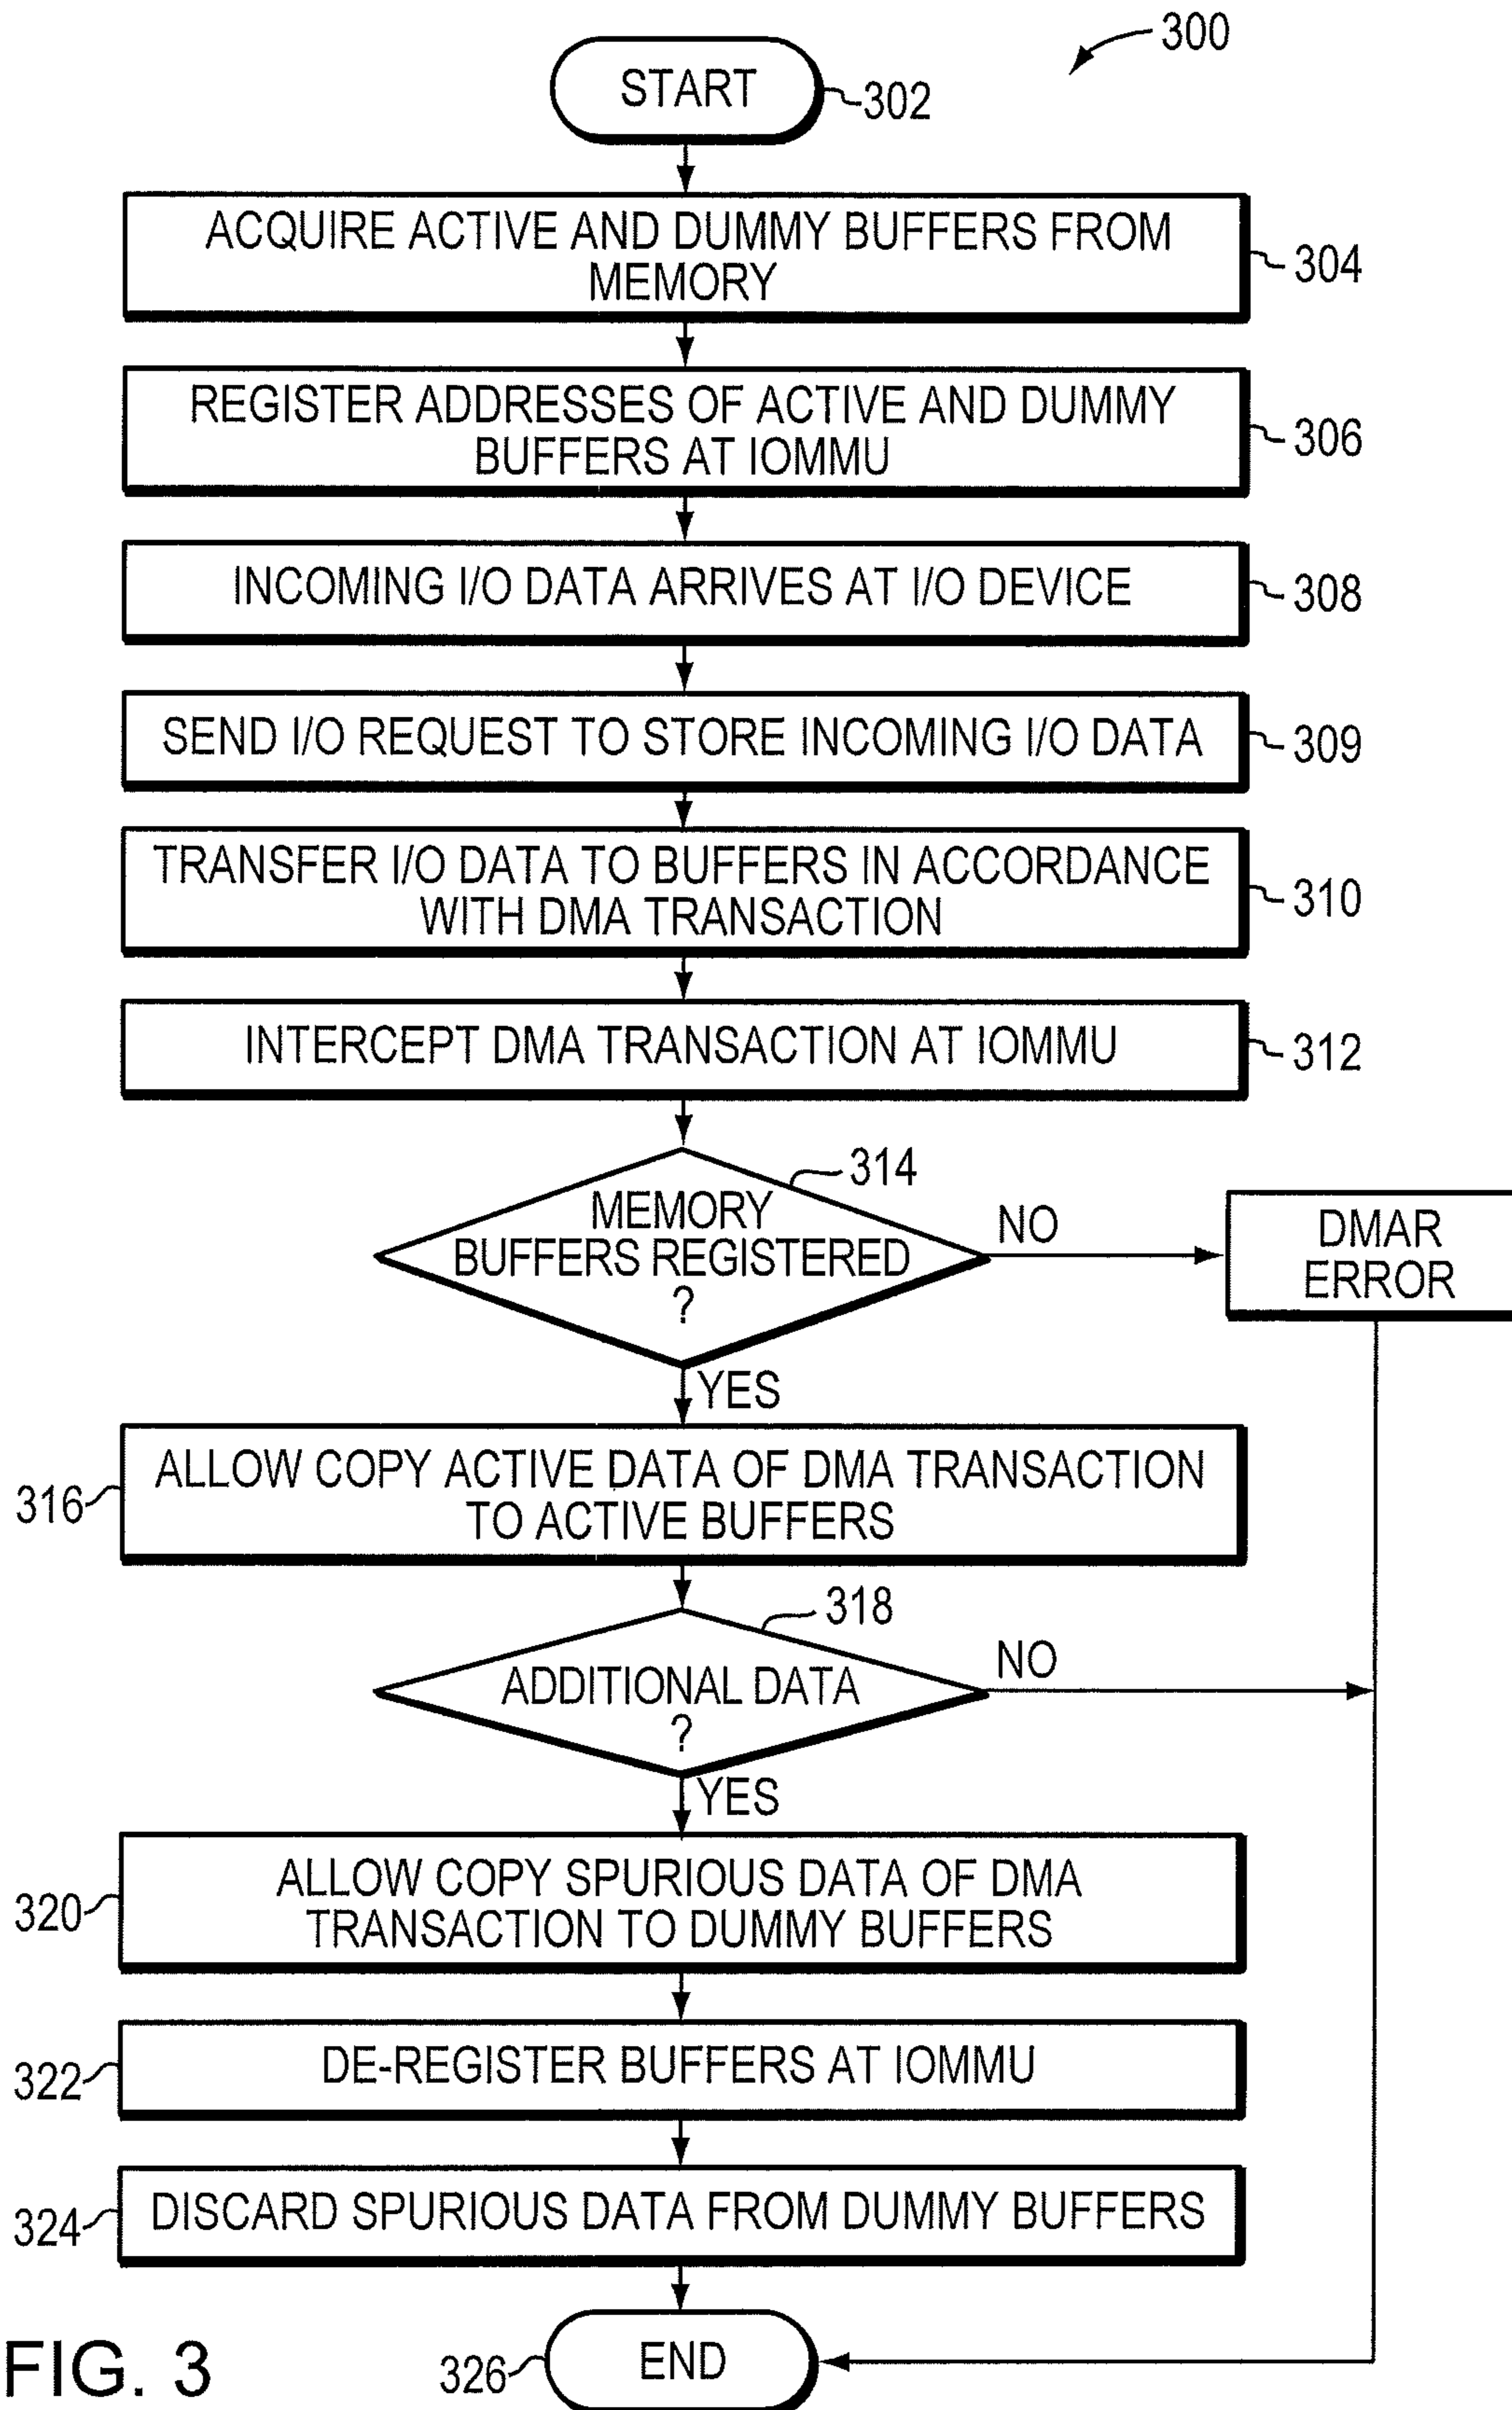 300
START
302
ACQUIRE ACTIVE AND DUMMY BUFFERS FROM
MEMORY
304
REGISTER ADDRESSES OF ACTIVE AND DUMMY
BUFFERS AT IOMMU
306
INCOMING I/O DATA ARRIVES AT I/O DEVICE
308
SEND I/O REQUEST TO STORE INCOMING I/O DATA
309
TRANSFER I/O DATA TO BUFFERS IN ACCORDANCE
WITH DMA TRANSACTION
310
INTERCEPT DMA TRANSACTION AT IOMMU
312
314
MEMORY
BUFFERS REGISTERED
?
NO
DMAR
ERROR
YES
ALLOW COPY ACTIVE DATA OF DMA TRANSACTION
TO ACTIVE BUFFERS
316
318
ADDITIONAL DATA
?
NO
YES
ALLOW COPY SPURIOUS DATA OF DMA
TRANSACTION TO DUMMY BUFFERS
320
DE-REGISTER BUFFERS AT IOMMU
322
DISCARD SPURIOUS DATA FROM DUMMY BUFFERS
324
END
326
FIG. 3